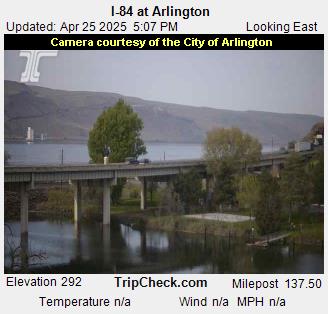 I-84 at Arlington
Updated: Apr 25 2025 5:07 PM Looking East
Camera courtesy of the City of Arlington
Elevation 292 TripCheck.com Milepost 137.50
Temperature n/a Wind n/a MPH n/a